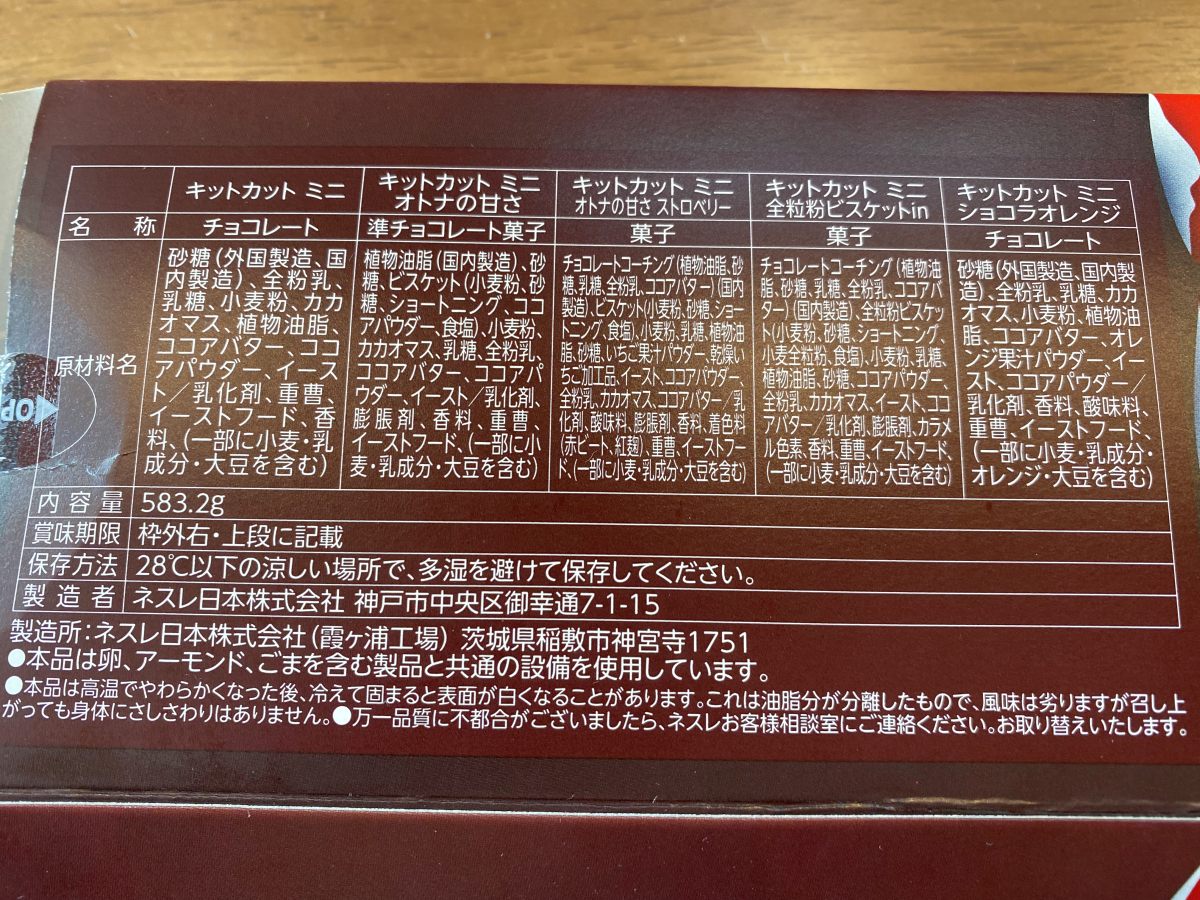 キットカット ミニ
キットカット ミニ
オトナの甘さ
キットカット ミニ
オトナの甘さ ストロベリー
キットカット ミニ
全粒粉ビスケットin
キットカット ミニ
ショコラオレンジ
名 称
チョコレート
準チョコレート菓子
菓子
菓子
チョコレート
原材料名
砂糖(外国製造、国
内製造)、全粉乳、
乳糖、小麦粉、カカ
オマス、植物油脂、
ココアバター、ココ
アパウダー、イース
ト/乳化剤、重曹、
イーストフード、香
料、(一部に小麦・乳
成分・大豆を含む)
植物油脂(国内製造)、砂
糖、ビスケット(小麦粉、砂
糖、ショートニング、ココ
アパウダー、食塩)、小麦粉、
カカオマス、乳糖、全粉乳、
ココアバター、ココアパ
ウダー、イースト/乳化剤、
膨脹剤、香料、重曹、
イーストフード、(一部に小
麦・乳成分・大豆を含む)
チョコレートコーチング(植物油脂、砂
糖、乳糖、全粉乳、ココアバター)(国内
製造)、ビスケット(小麦粉、砂糖、ショー
トニング、食塩)、小麦粉、乳糖、植物油
脂、砂糖、いちご果汁パウダー、乾燥い
ちご加工品、イースト、ココアパウダー、
全粉乳、カカオマス、ココアバター/乳
化剤、酸味料、膨脹剤、香料、着色料
(赤ビート、紅麹)、重曹、イーストフー
ド、(一部に小麦・乳成分・大豆を含む)
チョコレートコーチング(植物油
脂、砂糖、乳糖、全粉乳、ココアバ
ター)(国内製造)、全粒粉ビスケッ
ト(小麦粉、砂糖、ショートニング、
小麦全粒粉、食塩)、小麦粉、乳糖、
植物油脂、砂糖、ココアパウダー、
全粉乳、カカオマス、イースト、ココ
アバター/乳化剤、膨脹剤、カラメ
ル色素、香料、重曹、イーストフード、
(一部に小麦・乳成分・大豆を含む)
砂糖(外国製造、国内製
造)、全粉乳、乳糖、カカ
オマス、小麦粉、植物油
脂、ココアバター、オレ
ンジ果汁パウダー、イー
スト、ココアパウダー/
乳化剤、香料、酸味料、
重曹、イーストフード、
(一部に小麦・乳成分・
オレンジ・大豆を含む)
内容量 583.2g
賞味期限 枠外右・上段に記載
保存方法 28℃以下の涼しい場所で、多湿を避けて保存してください。
製造者 ネスレ日本株式会社 神戸市中央区御幸通7-1-15
製造所:ネスレ日本株式会社(霞ヶ浦工場) 茨城県稲敷市神宮寺1751
●本品は卵、アーモンド、ごまを含む製品と共通の設備を使用しています。
●本品は高温でやわらかくなった後、冷えて固まると表面が白くなることがあります。これは油脂分が分離したもので、風味は劣りますが召し上
がっても身体にさしさわりはありません。●万一品質に不都合がございましたら、ネスレお客様相談室にご連絡ください。お取り替えいたします。